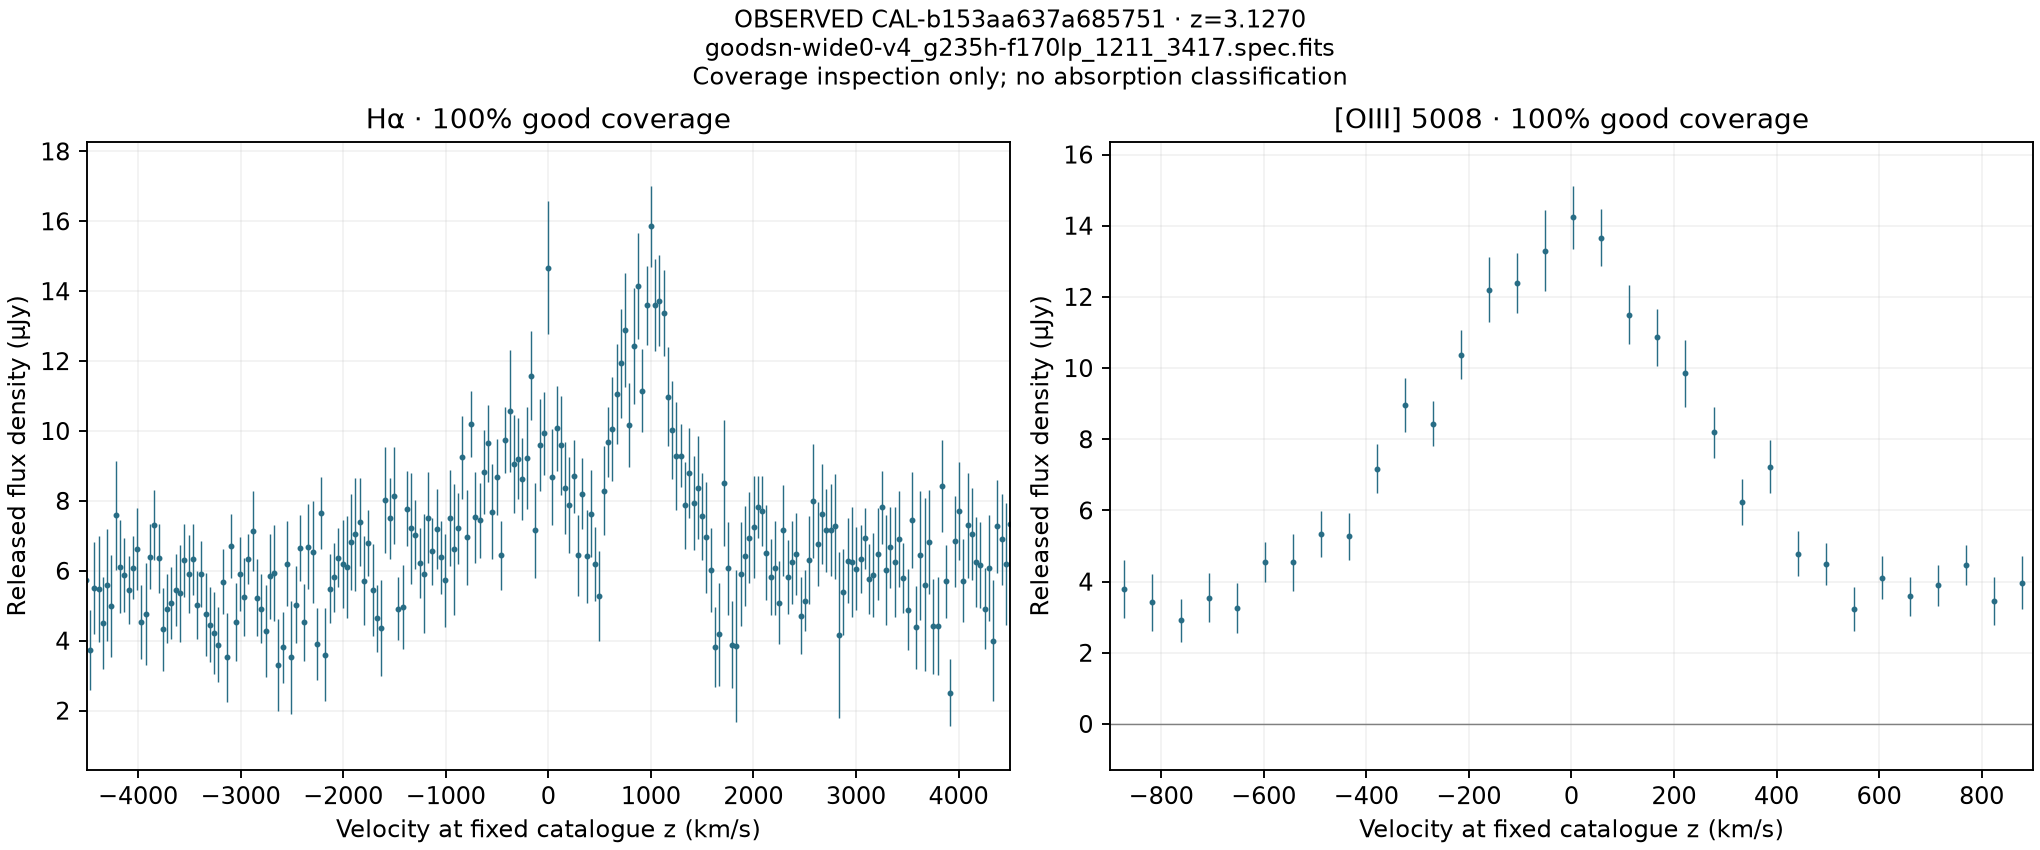 OBSERVED CAL-b153aa637a685751 · z=3.1270
goodsn-wide0-v4_g235h-f170lp_1211_3417.spec.fits
Coverage inspection only; no absorption classification
Hα · 100% good coverage
18
16
14
12
10
8
6
4
2
Released flux density (μJy)
−4000 −3000 −2000 −1000 0 1000 2000 3000 4000
Velocity at fixed catalogue z (km/s)
[OIII] 5008 · 100% good coverage
16
14
12
10
8
6
4
2
0
Released flux density (μJy)
−800 −600 −400 −200 0 200 400 600 800
Velocity at fixed catalogue z (km/s)